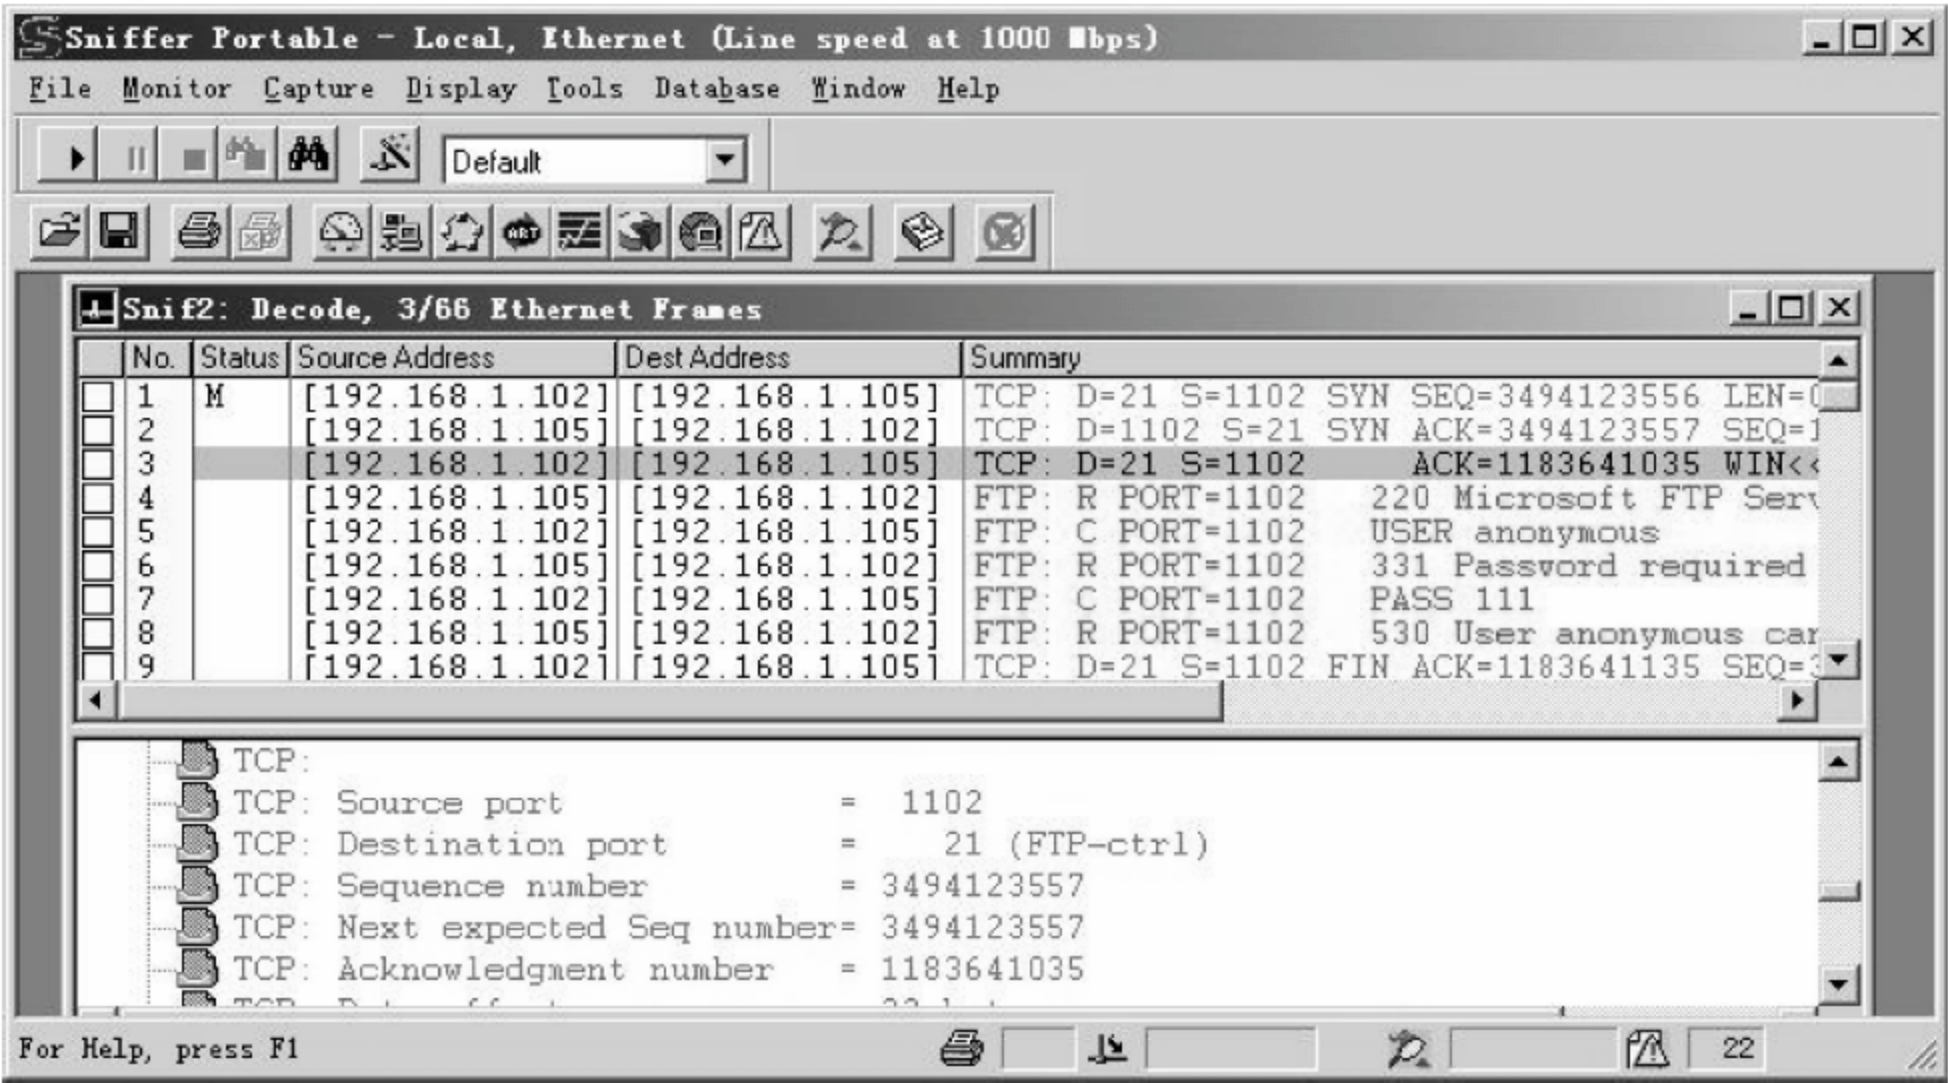 Sniffer Portable - Local, Ethernet (Line speed at 1000 Mbps)
File Monitor Capture Display Tools Database Window Help
Default
ART
Snif2: Decode, 3/66 Ethernet Frames
No. Status Source Address Dest Address Summary
1 M [192.168.1.102] [192.168.1.105] TCP: D=21 S=1102 SYN SEQ=3494123556 LEN=0
2 [192.168.1.105] [192.168.1.102] TCP: D=1102 S=21 SYN ACK=3494123557 SEQ=1
3 [192.168.1.102] [192.168.1.105] TCP: D=21 S=1102 ACK=1183641035 WIN<<
4 [192.168.1.105] [192.168.1.102] FTP: R PORT=1102 220 Microsoft FTP Serv
5 [192.168.1.102] [192.168.1.105] FTP: C PORT=1102 USER anonymous
6 [192.168.1.105] [192.168.1.102] FTP: R PORT=1102 331 Password required
7 [192.168.1.102] [192.168.1.105] FTP: C PORT=1102 PASS 111
8 [192.168.1.105] [192.168.1.102] FTP: R PORT=1102 530 User anonymous can
9 [192.168.1.102] [192.168.1.105] TCP: D=21 S=1102 FIN ACK=1183641135 SEQ=3
TCP:
TCP: Source port = 1102
TCP: Destination port = 21 (FTP-ctrl)
TCP: Sequence number = 3494123557
TCP: Next expected Seq number= 3494123557
TCP: Acknowledgment number = 1183641035
For Help, press F1
22